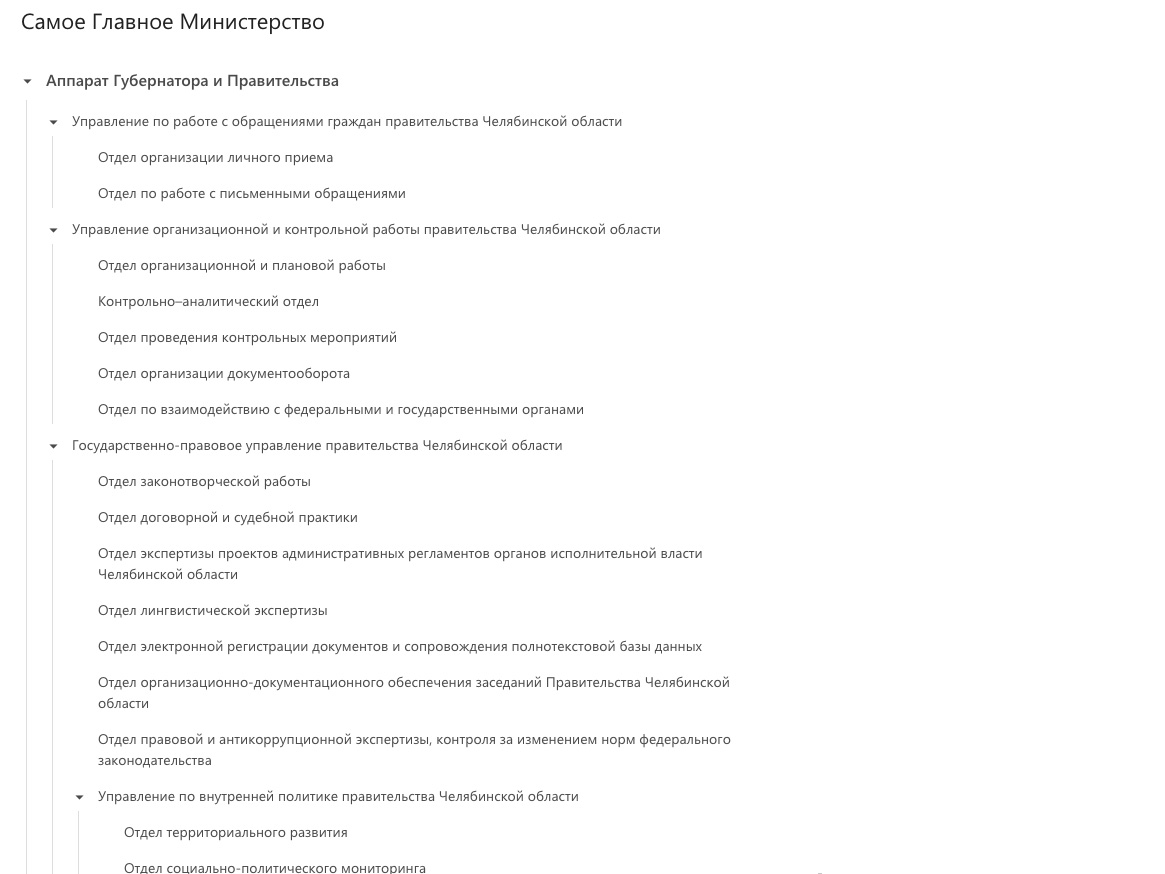 Самое Главное Министерство
Аппарат Губернатора и Правительства
Управление по работе с обращениями граждан правительства Челябинской области
Отдел организации личного приема
Отдел по работе с письменными обращениями
Управление организационной и контрольной работы правительства Челябинской области
Отдел организационной и плановой работы
Контрольно–аналитический отдел
Отдел проведения контрольных мероприятий
Отдел организации документооборота
Отдел по взаимодействию с федеральными и государственными органами
Государственно-правовое управление правительства Челябинской области
Отдел законотворческой работы
Отдел договорной и судебной практики
Отдел экспертизы проектов административных регламентов органов исполнительной власти
Челябинской области
Отдел лингвистической экспертизы
Отдел электронной регистрации документов и сопровождения полнотекстовой базы данных
Отдел организационно-документационного обеспечения заседаний Правительства Челябинской
области
Отдел правовой и антикоррупционной экспертизы, контроля за изменением норм федерального
законодательства
Управление по внутренней политике правительства Челябинской области
Отдел территориального развития
Отдел социально-политического мониторинга